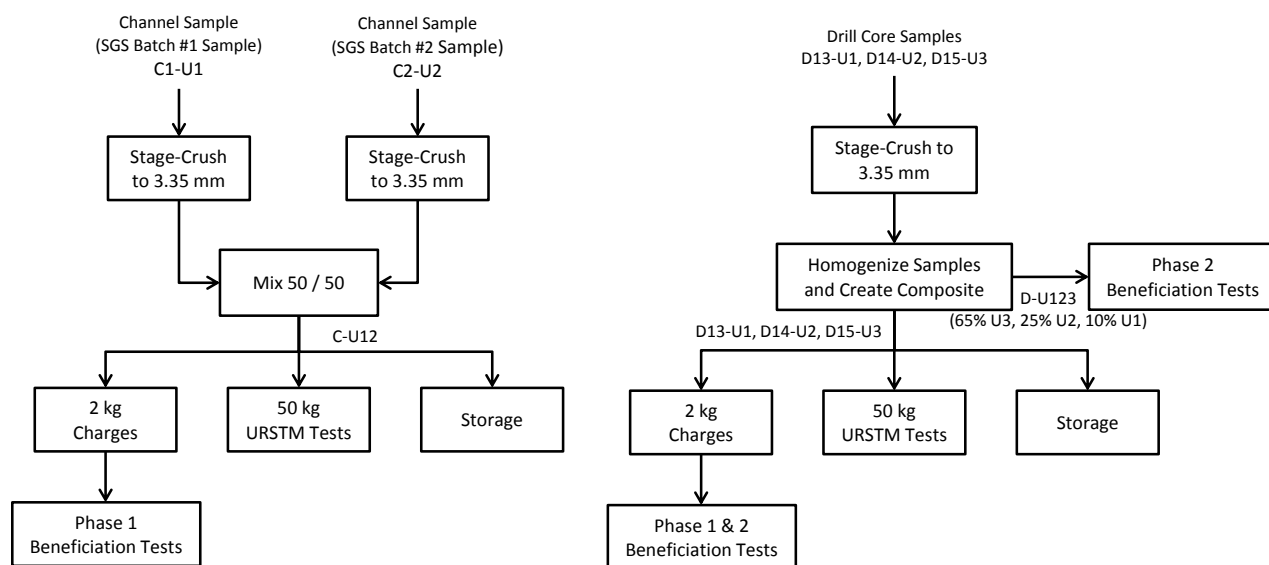 Channel Sample
(SGS Batch #1 Sample)
C1-U1
Channel Sample
(SGS Batch #2 Sample)
C2-U2
Stage-Crush
to 3.35 mm
Stage-Crush
to 3.35 mm
Mix 50 / 50
C-U12
2 kg
Charges
50 kg
URSTM Tests
Storage
Phase 1
Beneficiation Tests
Drill Core Samples
D13-U1, D14-U2, D15-U3
Stage-Crush to
3.35 mm
Homogenize Samples
and Create Composite
Phase 2
Beneficiation Tests
D-U123
(65% U3, 25% U2, 10% U1)
D13-U1, D14-U2, D15-U3
2 kg
Charges
50 kg
URSTM Tests
Storage
Phase 1 & 2
Beneficiation Tests